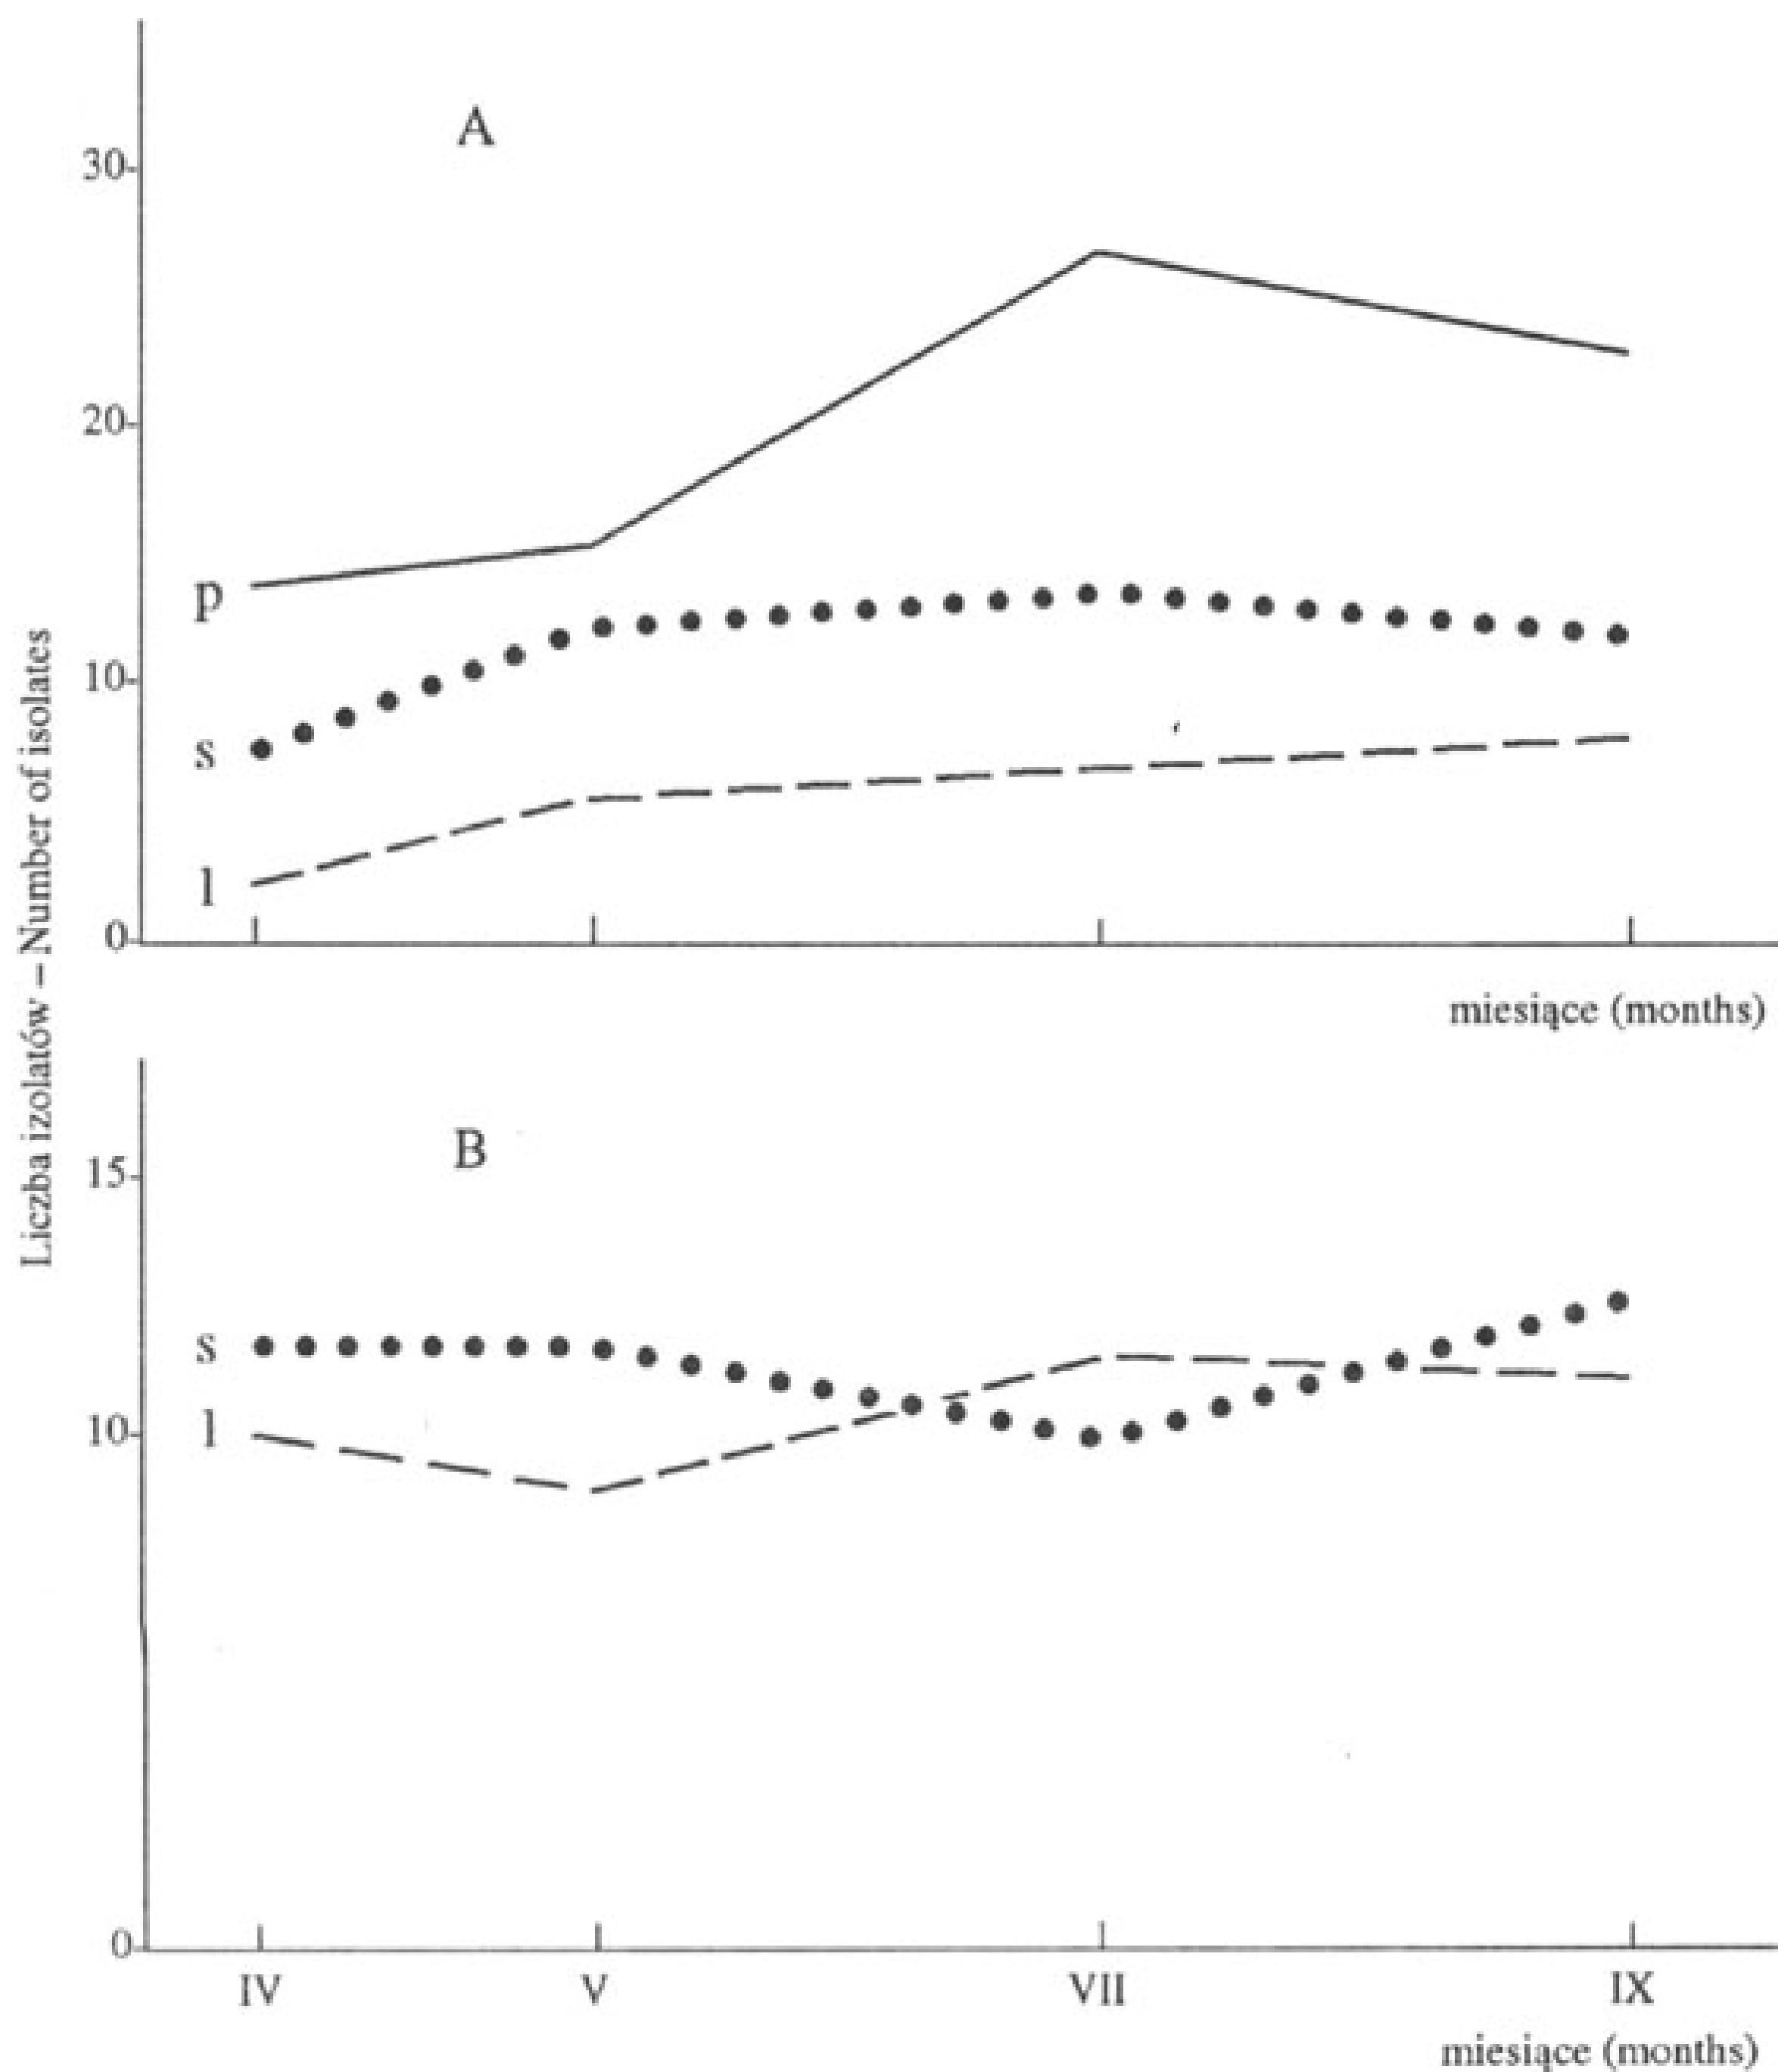 Liczba izolatów – Number of isolates
A
30
20
10
0
p
s
l
miesiące (months)
B
15
10
0
s
l
IV V VII IX
miesiące (months)